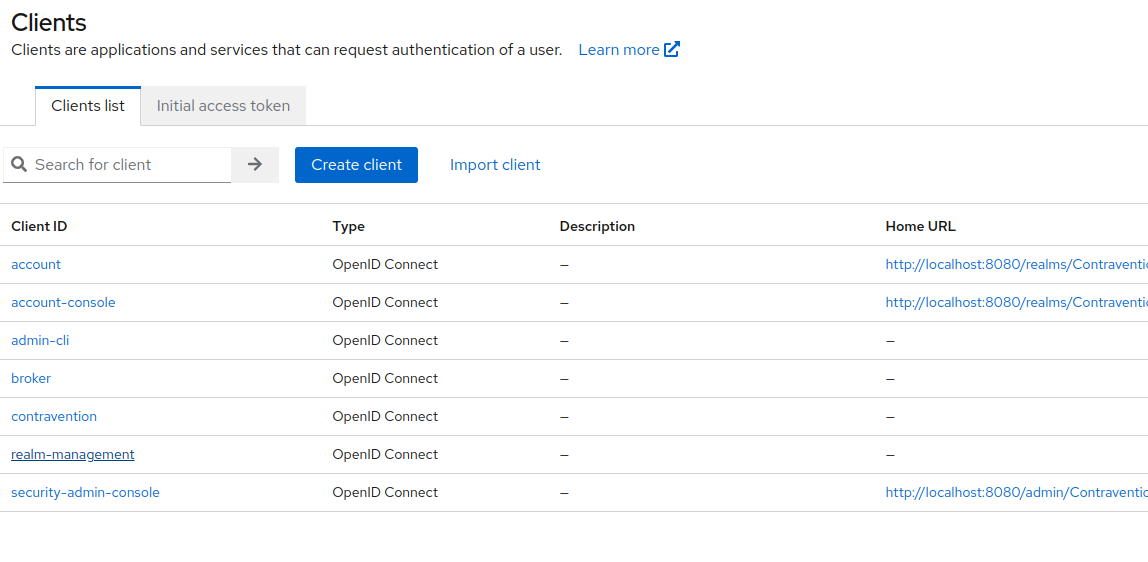 Clients
Clients are applications and services that can request authentication of a user. Learn more
Clients list Initial access token
Search for client Create client Import client
Client ID Type Description Home URL
account OpenID Connect – http://localhost:8080/realms/Contraventi
account-console OpenID Connect – http://localhost:8080/realms/Contraventi
admin-cli OpenID Connect – –
broker OpenID Connect – –
contravention OpenID Connect – –
realm-management OpenID Connect – –
security-admin-console OpenID Connect – http://localhost:8080/admin/Contraventic